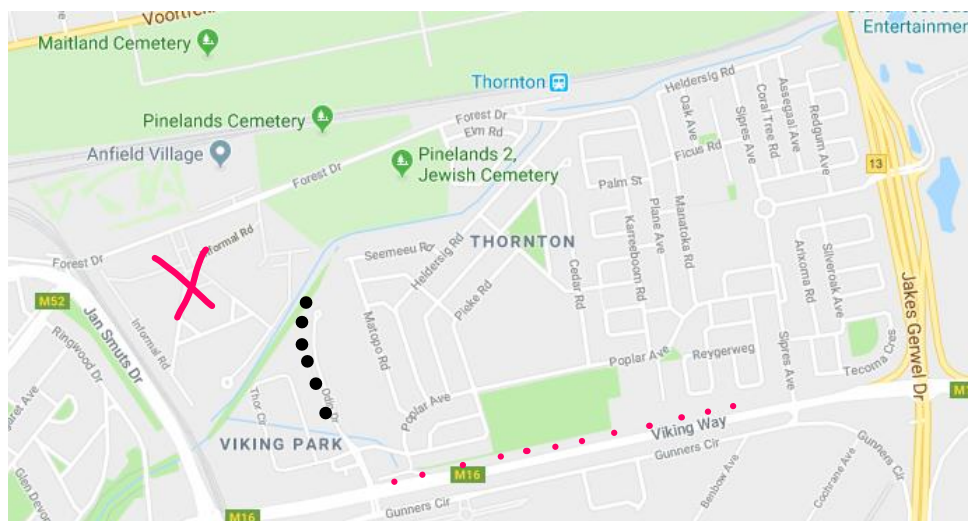 Voortrek
Maitland Cemetery
Entertainmen
Thornton
Heldersig Rd
Oak Ave
Sipres Ave
Coral Tree Rd
Assegaai Ave
Redgum Ave
Pinelands Cemetery
Forest Dr
Elm Rd
Anfield Village
Pinelands 2,
Jewish Cemetery
Ficus Rd
13
Forest Dr
Palm St
Informal Rd
Seemeeu Rd
THORNTON
Heldersig Rd
Karreeboom Rd
Plane Ave
Manatoka Rd
Arixoma Rd
Silveroak Ave
Forest Dr
Cedar Rd
Pieke Rd
Jakes Gerwel Dr
M52
Jan Smuts Dr
Ringwood Dr
Informal Rd
Matopo Rd
Poplar Ave
Reygerweg
Sipres Ave
Tecoma Cres
garet Ave
Thor Cir
Odin Dr
Poplar Ave
VIKING PARK
Viking Way
Gunners Cir
M16
Glen Devon
Benbow Ave
Cochrane Ave
Gunners Cir
M16
Gunners Cir